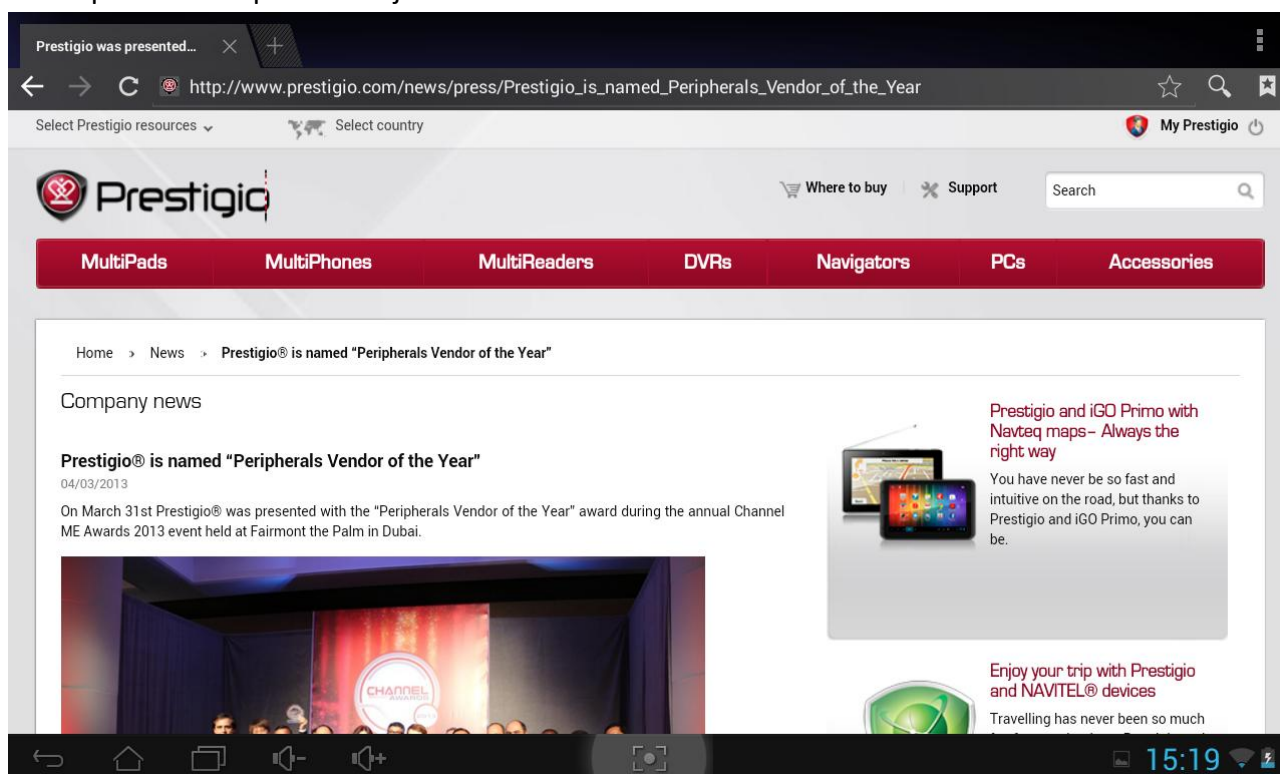 Prestigio was presented...
http://www.prestigio.com/news/press/Prestigio_is_named_Peripherals_Vendor_of_the_Year
Select Prestigio resources
Select country
My Prestigio
Prestigio
Where to buy
Support
Search
MultiPads
MultiPhones
MultiReaders
DVRs
Navigators
PCs
Accessories
Home › News › Prestigio® is named “Peripherals Vendor of the Year”
Company news
Prestigio® is named “Peripherals Vendor of the Year”
04/03/2013
On March 31st Prestigio® was presented with the “Peripherals Vendor of the Year” award during the annual Channel
ME Awards 2013 event held at Fairmont the Palm in Dubai.
CHANNEL
AWARDS
Prestigio and iGO Primo with
Navteq maps– Always the
right way
You have never be so fast and
intuitive on the road, but thanks to
Prestigio and iGO Primo, you can
be.
Enjoy your trip with Prestigio
and NAVITEL® devices
Travelling has never been so much
15:19